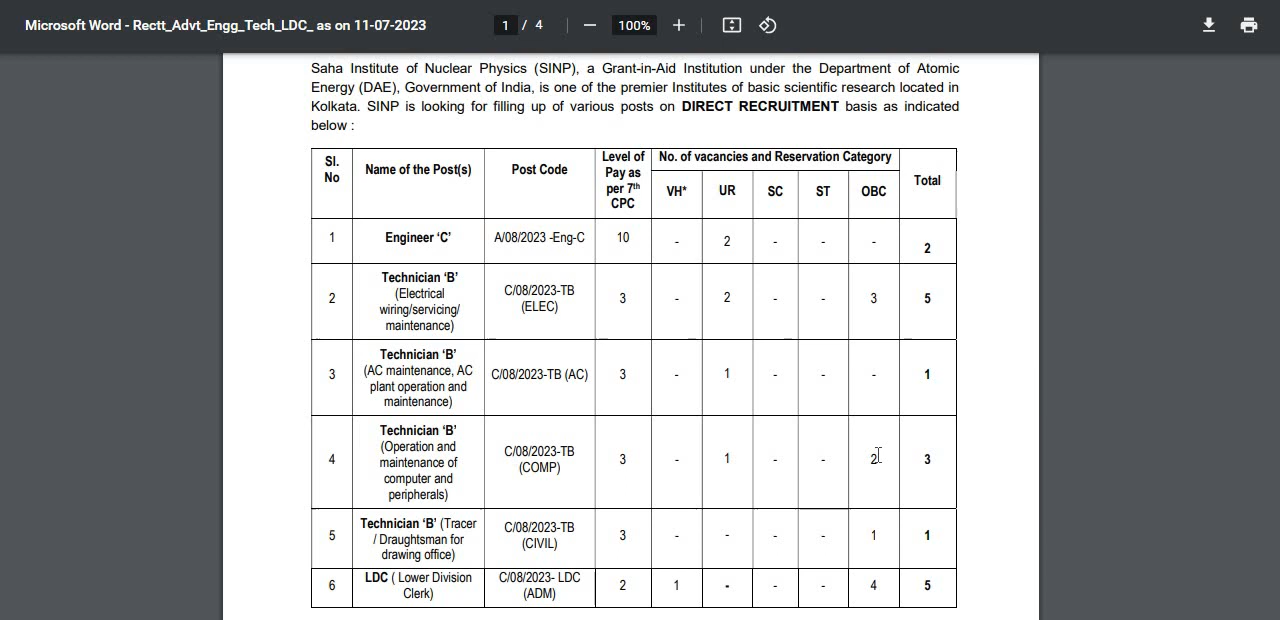 Microsoft Word - Rectt_Advt_Engg_Tech_LDC_ as on 11-07-2023 1 / 4 100%
Saha Institute of Nuclear Physics (SINP), a Grant-in-Aid Institution under the Department of Atomic
Energy (DAE), Government of India, is one of the premier Institutes of basic scientific research located in
Kolkata. SINP is looking for filling up of various posts on DIRECT RECRUITMENT basis as indicated
below :
Sl.
No
Name of the Post(s)
Post Code
Level of
Pay as
per 7th
CPC
No. of vacancies and Reservation Category
VH* UR SC ST OBC
Total
1 Engineer ‘C’ A/08/2023 -Eng-C 10 - 2 - - - 2
2
Technician ‘B’
(Electrical
wiring/servicing/
maintenance)
C/08/2023-TB
(ELEC)
3 - 2 - - 3 5
3
Technician ‘B’
(AC maintenance, AC
plant operation and
maintenance)
C/08/2023-TB (AC)
3 - 1 - - - 1
4
Technician ‘B’
(Operation and
maintenance of
computer and
peripherals)
C/08/2023-TB
(COMP)
3 - 1 - - 2 3
5
Technician ‘B’ (Tracer
/ Draughtsman for
drawing office)
C/08/2023-TB
(CIVIL)
3 - - - - 1 1
6
LDC ( Lower Division
Clerk)
C/08/2023- LDC
(ADM)
2 1 - - - 4 5